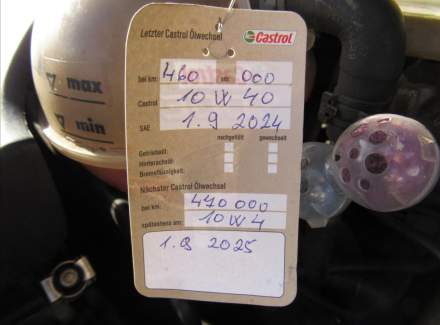 Letzter Castrol Ölwechsel
Castrol
bei km: 460 000
Castrol 10 W 40
SAE 1.9 2024
nachgefüllt gewechselt
Getriebeöl:
Hinterachsöl:
Bremsflüssigkeit:
Nächster Castrol Ölwechsel
bei km: 470 000
spätestens am: 10 W 4
1.9 2025
max
min